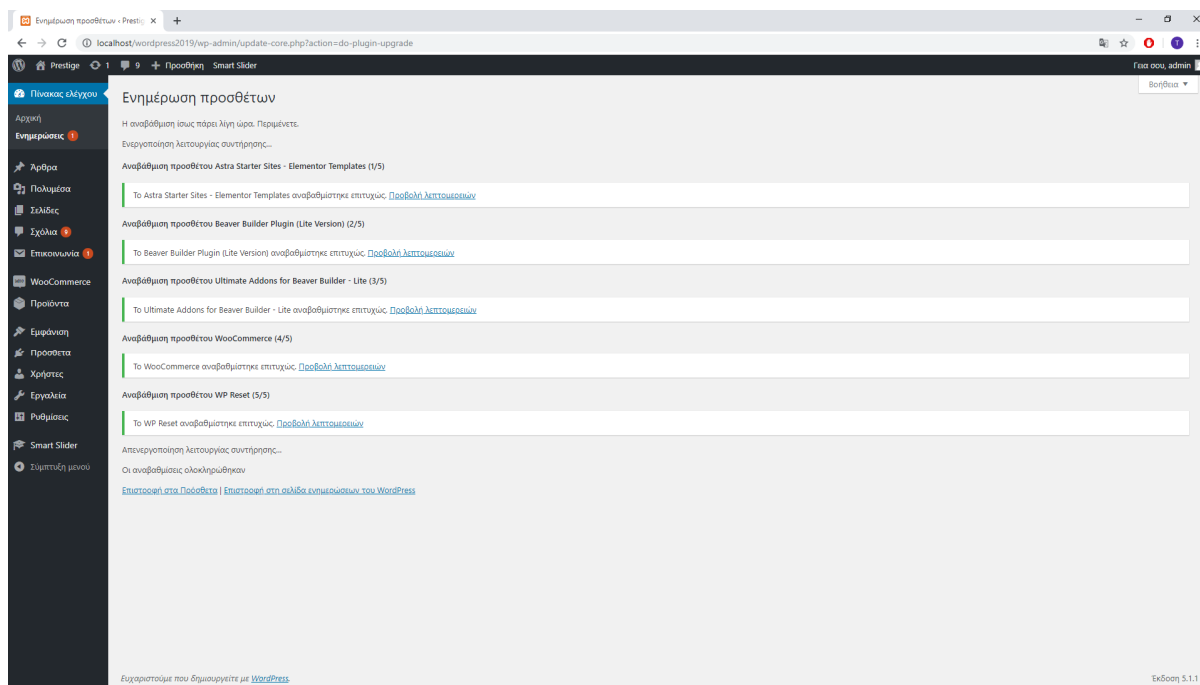 Ενημέρωση προσθέτων ‹ Prestig
localhost/wordpress2019/wp-admin/update-core.php?action=do-plugin-upgrade
T
Prestige 1 9 Προσθήκη Smart Slider
Γεια σου, admin
Βοήθεια
Πίνακας ελέγχου
Αρχική
Ενημερώσεις 1
Άρθρα
Πολυμέσα
Σελίδες
Σχόλια 9
Επικοινωνία 1
WooCommerce
Προϊόντα
Εμφάνιση
Πρόσθετα
Χρήστες
Εργαλεία
Ρυθμίσεις
Smart Slider
Σύμπτυξη μενού
Ενημέρωση προσθέτων
Η αναβάθμιση ίσως πάρει λίγη ώρα. Περιμένετε.
Ενεργοποίηση λειτουργίας συντήρησης...
Αναβάθμιση προσθέτου Astra Starter Sites - Elementor Templates (1/5)
Το Astra Starter Sites - Elementor Templates αναβαθμίστηκε επιτυχώς. Προβολή λεπτομερειών
Αναβάθμιση προσθέτου Beaver Builder Plugin (Lite Version) (2/5)
Το Beaver Builder Plugin (Lite Version) αναβαθμίστηκε επιτυχώς. Προβολή λεπτομερειών
Αναβάθμιση προσθέτου Ultimate Addons for Beaver Builder - Lite (3/5)
Το Ultimate Addons for Beaver Builder - Lite αναβαθμίστηκε επιτυχώς. Προβολή λεπτομερειών
Αναβάθμιση προσθέτου WooCommerce (4/5)
Το WooCommerce αναβαθμίστηκε επιτυχώς. Προβολή λεπτομερειών
Αναβάθμιση προσθέτου WP Reset (5/5)
Το WP Reset αναβαθμίστηκε επιτυχώς. Προβολή λεπτομερειών
Απενεργοποίηση λειτουργίας συντήρησης...
Οι αναβαθμίσεις ολοκληρώθηκαν
Επιστροφή στα Πρόσθετα | Επιστροφή στη σελίδα ενημερώσεων του WordPress
Ευχαριστούμε που δημιουργείτε με WordPress.
Έκδοση 5.1.1